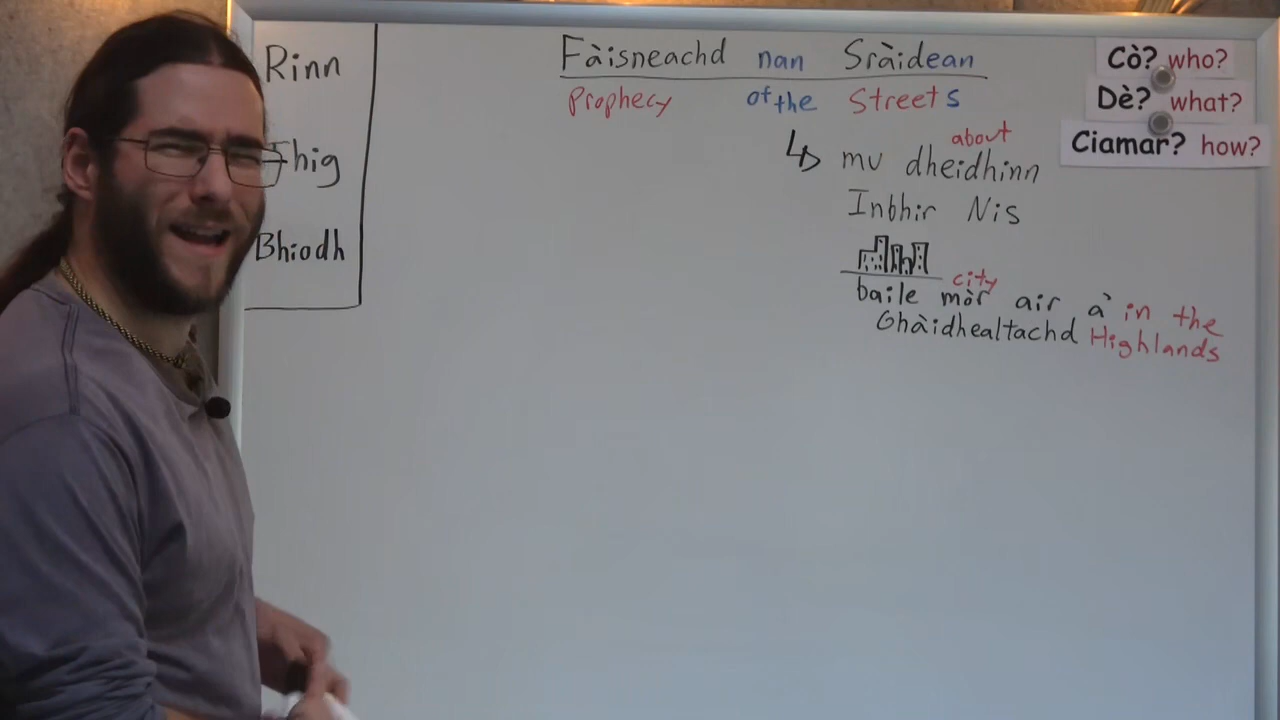 Rinn
Thig
Bhiodh
Fàisneachd nan Sràidean
Prophecy of the Streets
about
↳ mu dheidhinn
Inbhir Nis
city
baile mòr air a' in the
Ghàidhealtachd Highlands
Cò? who?
Dè? what?
Ciamar? how?